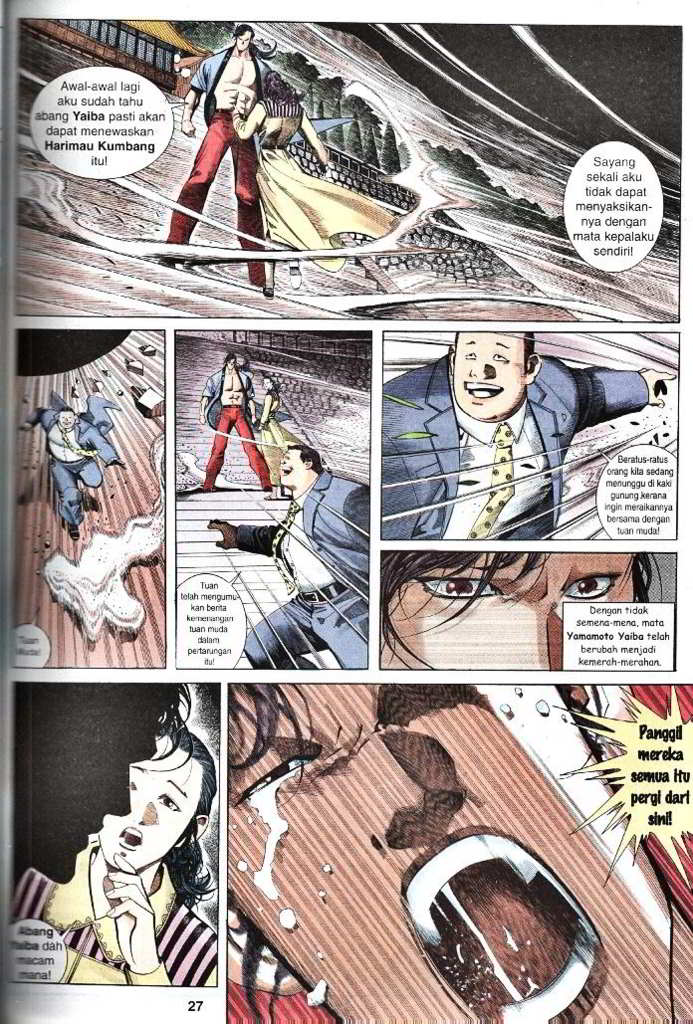 Awal-awal lagi
aku sudah tahu
abang Yaiba pasti akan
dapat menewaskan
Harimau Kumbang
itu!
Sayang
sekali aku
tidak dapat
menyaksikan-
nya dengan
mata kepalaku
sendiri!
Tuan
Muda!
Tuan
telah mengumu-
kan berita
kemenangan
tuan muda
dalam
pertarungan
itu!
Beratus-ratus
orang kita sedang
menunggu di kaki
gunung,kerana
ingin meraikannya
bersama dengan
tuan muda!
Dengan tidak
semena-mena, mata
Yamamoto Yaiba telah
berubah menjadi
kemerah-merahan.
Abang
Yaiba dah
macam
mana!
Panggil
mereka
semua itu
pergi dari
sini!
27